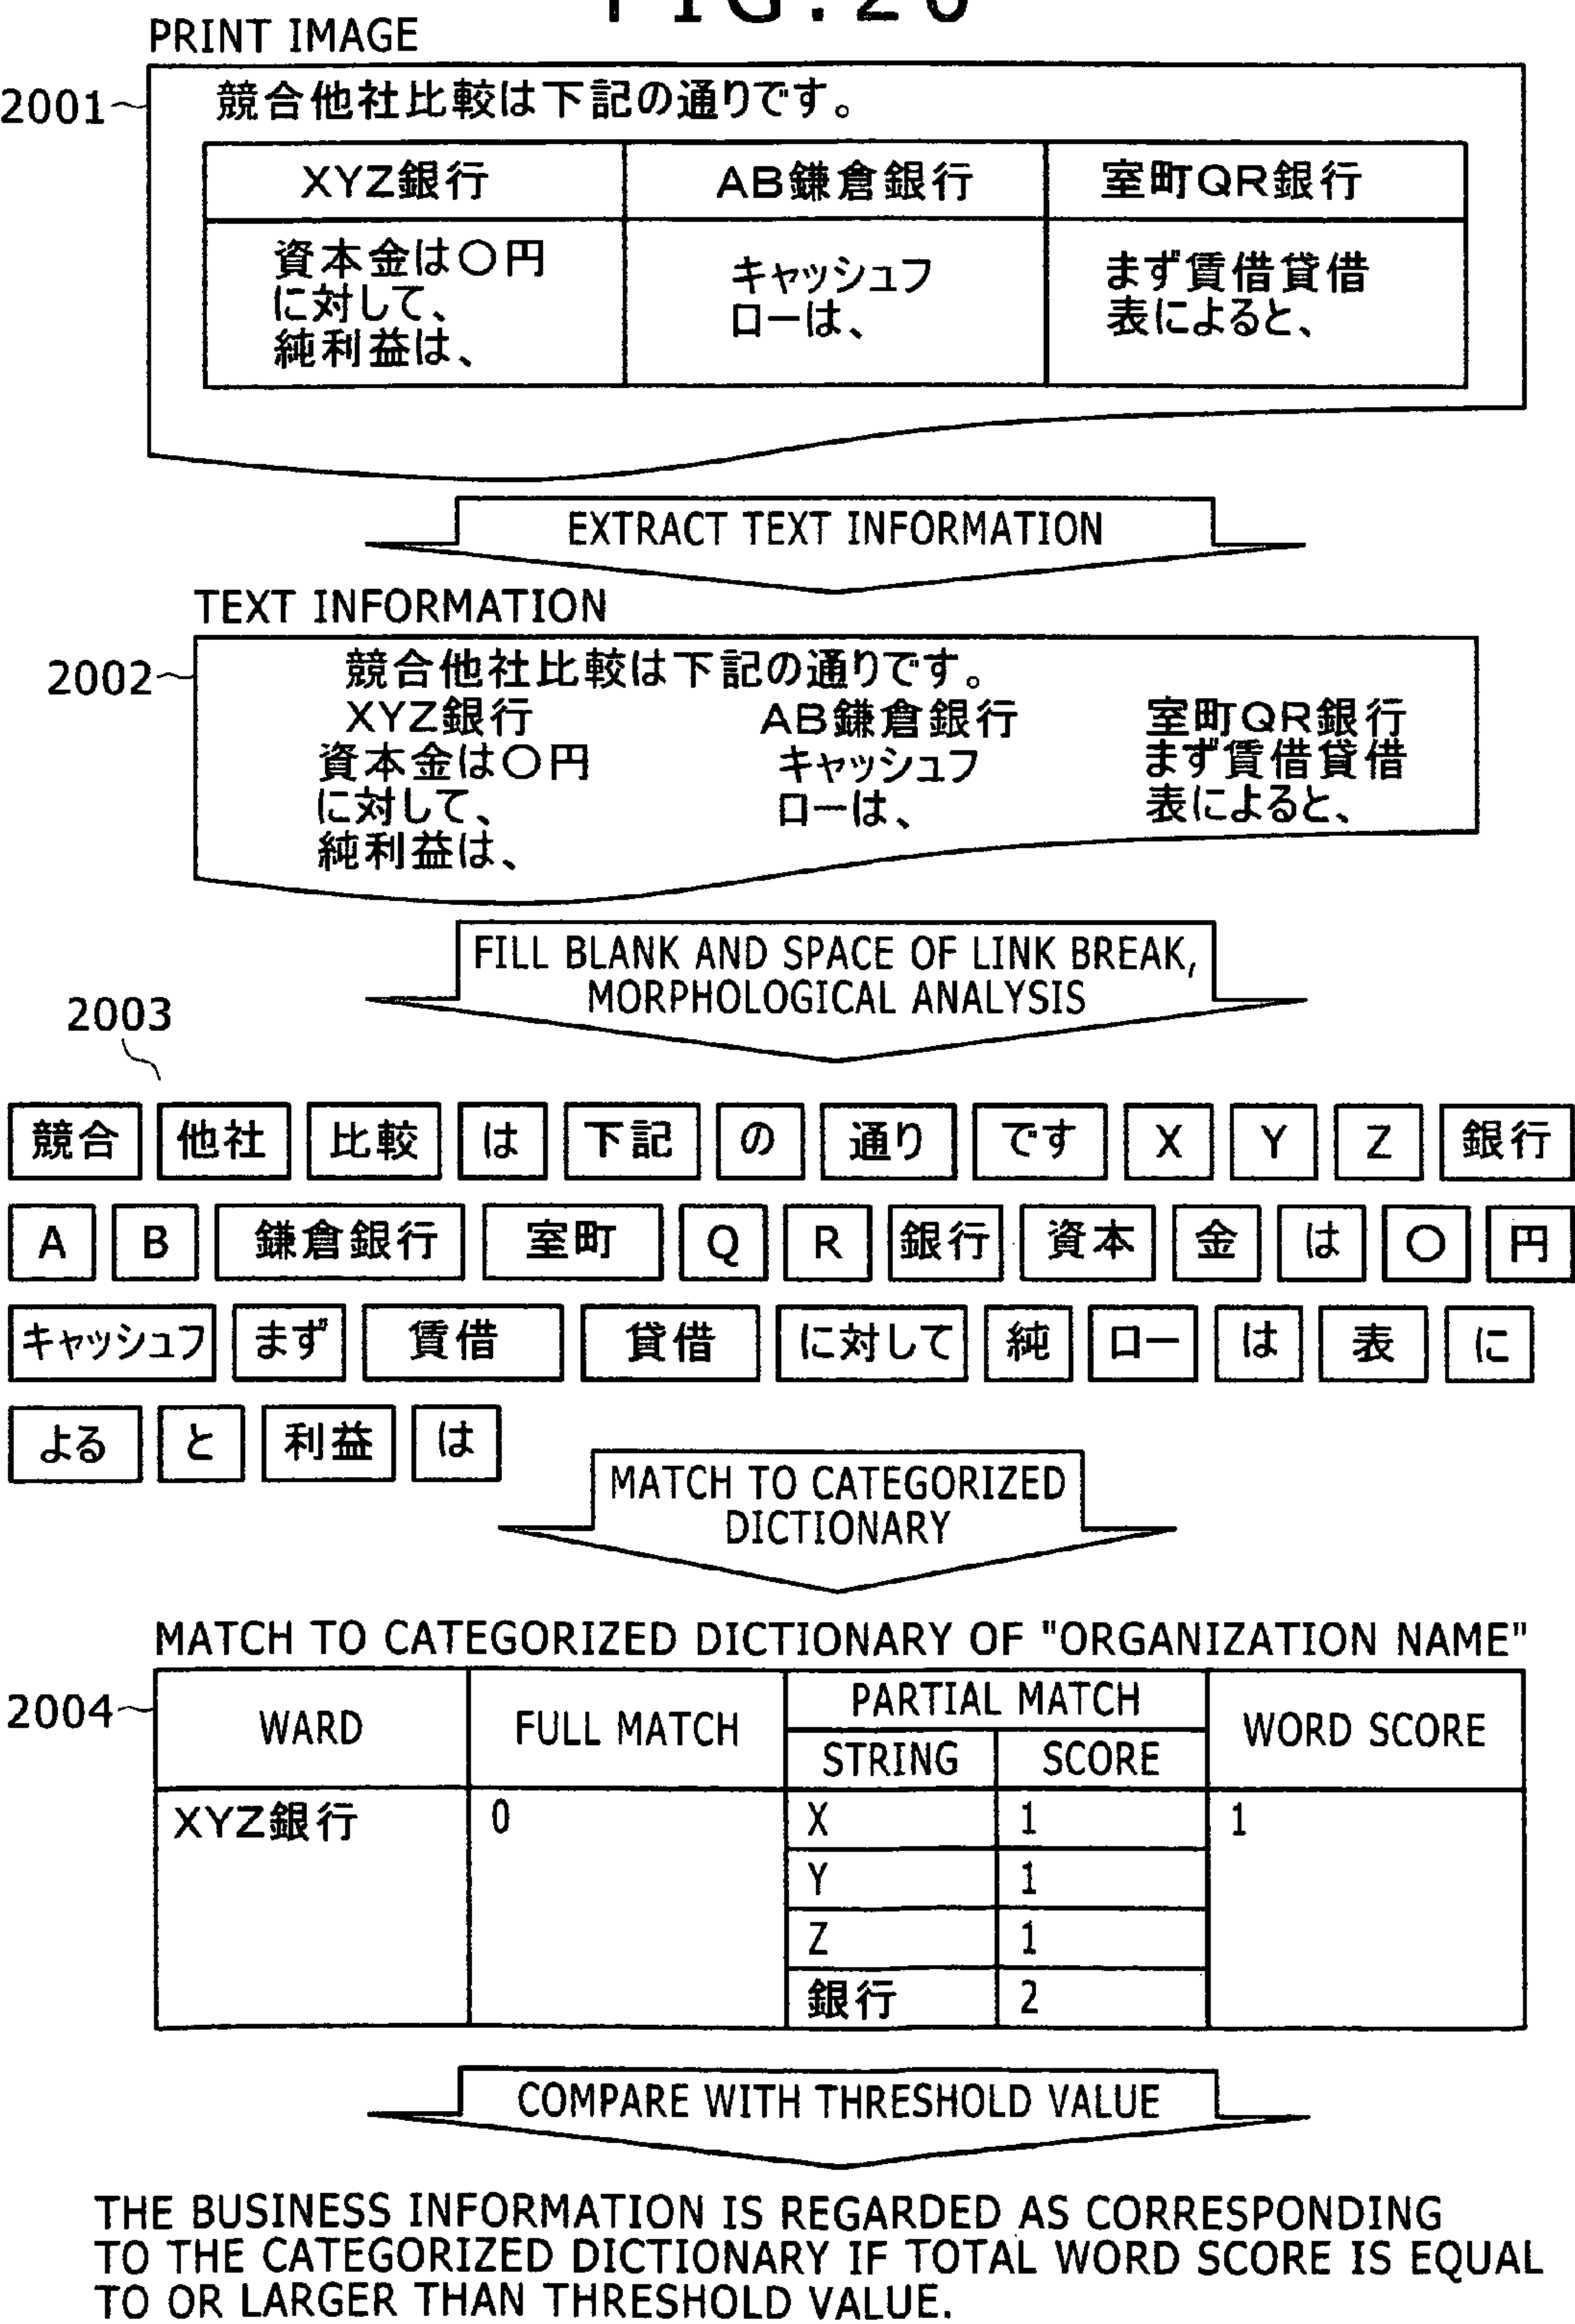 FIG.20
PRINT IMAGE
2001
競合他社比較は下記の通りです。
XYZ銀行 AB鎌倉銀行 室町QR銀行
資本金は〇円
に対して、
純利益は、
キャッシュフ
ローは、
まず賃借貸借
表によると、
EXTRACT TEXT INFORMATION
TEXT INFORMATION
2002
競合他社比較は下記の通りです。
XYZ銀行 AB鎌倉銀行 室町QR銀行
資本金は〇円 キャッシュフ まず賃借貸借
に対して、 ローは、 表によると、
純利益は、
FILL BLANK AND SPACE OF LINK BREAK,
MORPHOLOGICAL ANALYSIS
2003
競合 他社 比較 は 下記 の 通り です X Y Z 銀行
A B 鎌倉銀行 室町 Q R 銀行 資本 金 は 〇 円
キャッシュフ まず 賃借 貸借 に対して 純 ロー は 表 に
よる と 利益 は
MATCH TO CATEGORIZED
DICTIONARY
MATCH TO CATEGORIZED DICTIONARY OF "ORGANIZATION NAME"
2004
WARD FULL MATCH PARTIAL MATCH WORD SCORE
STRING SCORE
XYZ銀行 0 X 1 1
Y 1
Z 1
銀行 2
COMPARE WITH THRESHOLD VALUE
THE BUSINESS INFORMATION IS REGARDED AS CORRESPONDING
TO THE CATEGORIZED DICTIONARY IF TOTAL WORD SCORE IS EQUAL
TO OR LARGER THAN THRESHOLD VALUE.